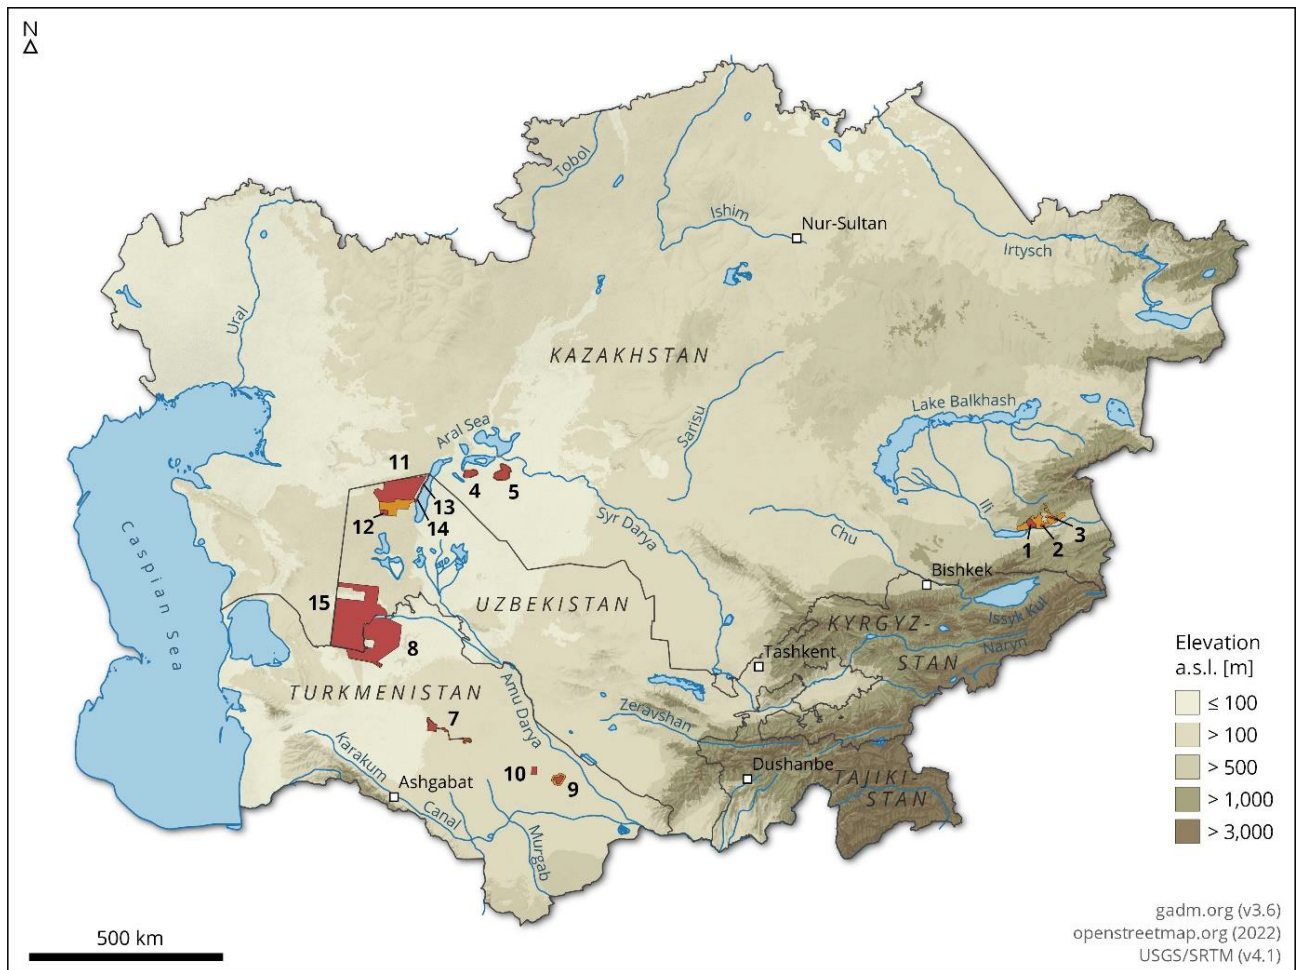 N
Tobol
Ishim
Nur-Sultan
Irtysch
Ural
KAZAKHSTAN
Lake Balkhash
Sarisu
Aral Sea
11
4
5
13
12
14
Ili
3
1
2
Syr Darya
Chu
Caspian Sea
Bishkek
15
UZBEKISTAN
Issyk Kul
KYRGYZ-
STAN
Naryn
8
Tashkent
TURKMENISTAN
Amu Darya
7
Zeravshan
Karakum
Canal
Ashgabat
10
9
Dushanbe
TAJIKI-
STAN
Murgab
Elevation
a.s.l. [m]
≤ 100
> 100
> 500
> 1,000
> 3,000
500 km
gadm.org (v3.6)
openstreetmap.org (2022)
USGS/SRTM (v4.1)